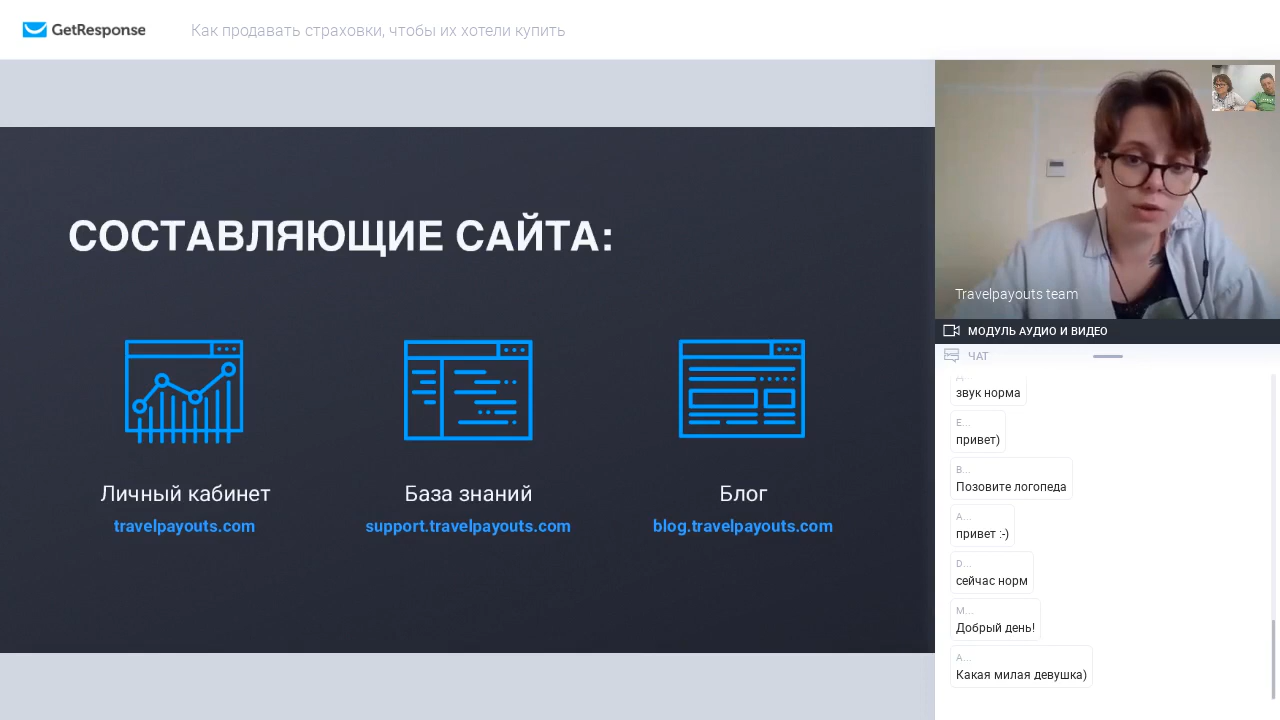 GetResponse
Как продавать страховки, чтобы их хотели купить
СОСТАВЛЯЮЩИЕ САЙТА:
Личный кабинет
travelpayouts.com
База знаний
support.travelpayouts.com
Блог
blog.travelpayouts.com
Travelpayouts team
МОДУЛЬ АУДИО И ВИДЕО
ЧАТ
звук норма
E...
привет)
B...
Позовите логопеда
A...
привет :-)
D...
сейчас норм
M...
Добрый день!
A...
Какая милая девушка)